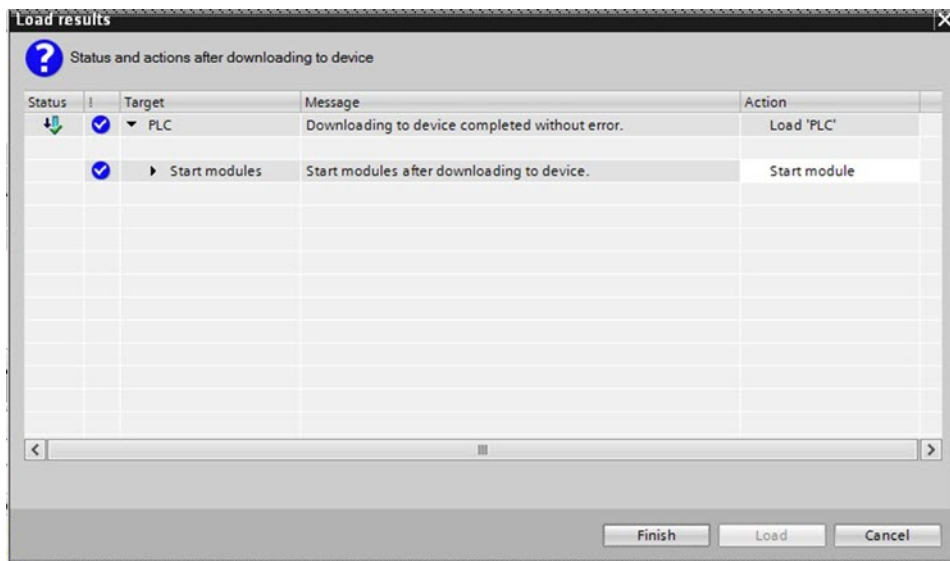 Load results
Status and actions after downloading to device
Status ! Target Message Action
PLC Downloading to device completed without error. Load 'PLC'
Start modules Start modules after downloading to device. Start module
Finish Load Cancel